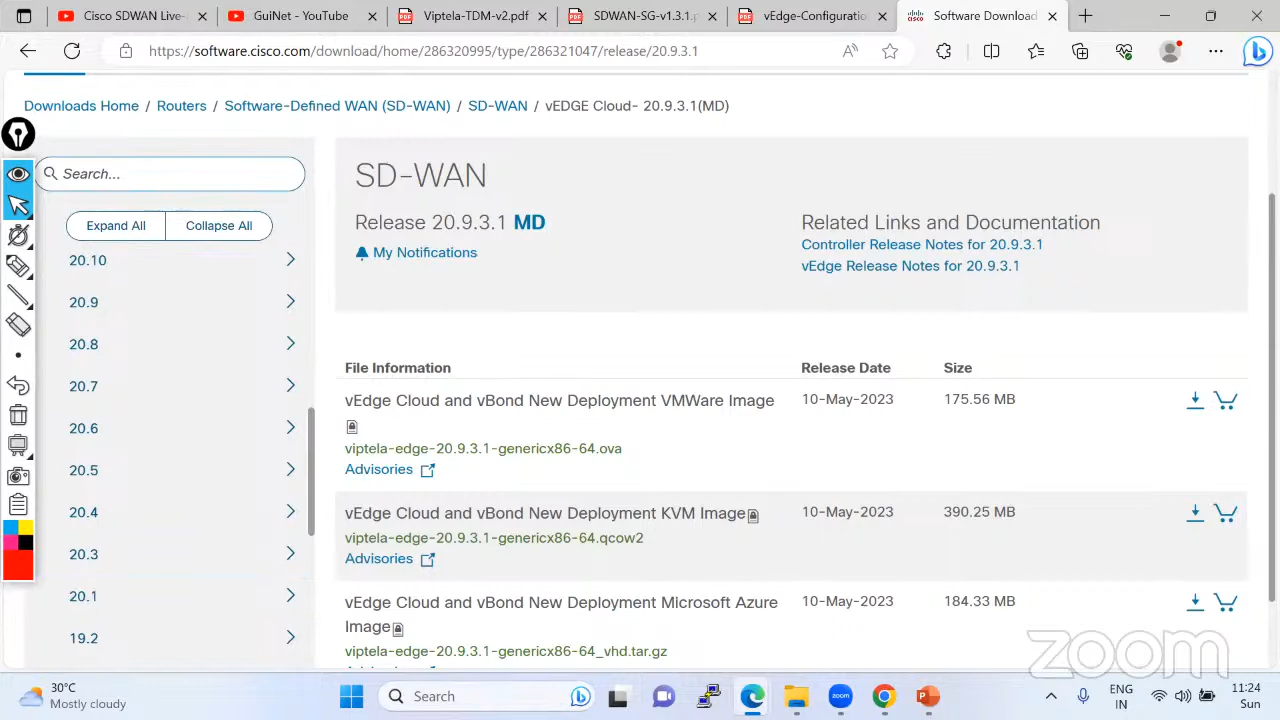 SD WAN Live-
GuiNet - YouTube
Viptela-TDM-v2.pdf
SDWAN-SG-v1.3.1.p
vEdge-Configuratio
Software Download
https://software.cisco.com/download/home/286320995/type/286321047/release/20.9.3.1
Downloads Home / Routers / Software-Defined WAN (SD-WAN) / SD-WAN / vEDGE Cloud- 20.9.3.1(MD)
Search...
Expand All
Collapse All
20.10
20.9
20.8
20.7
20.6
20.5
20.4
20.3
20.1
19.2
SD-WAN
Release 20.9.3.1 MD
My Notifications
Related Links and Documentation
Controller Release Notes for 20.9.3.1
vEdge Release Notes for 20.9.3.1
File Information Release Date Size
vEdge Cloud and vBond New Deployment VMWare Image 10-May-2023 175.56 MB
viptela-edge-20.9.3.1-genericx86-64.ova
Advisories
vEdge Cloud and vBond New Deployment KVM Image 10-May-2023 390.25 MB
viptela-edge-20.9.3.1-genericx86-64.qcow2
Advisories
vEdge Cloud and vBond New Deployment Microsoft Azure 10-May-2023 184.33 MB
Image
viptela-edge-20.9.3.1-genericx86-64_vhd.tar.gz
zoom
30°C
Mostly cloudy
Search
zoom
ENG
IN
11:24
Sun